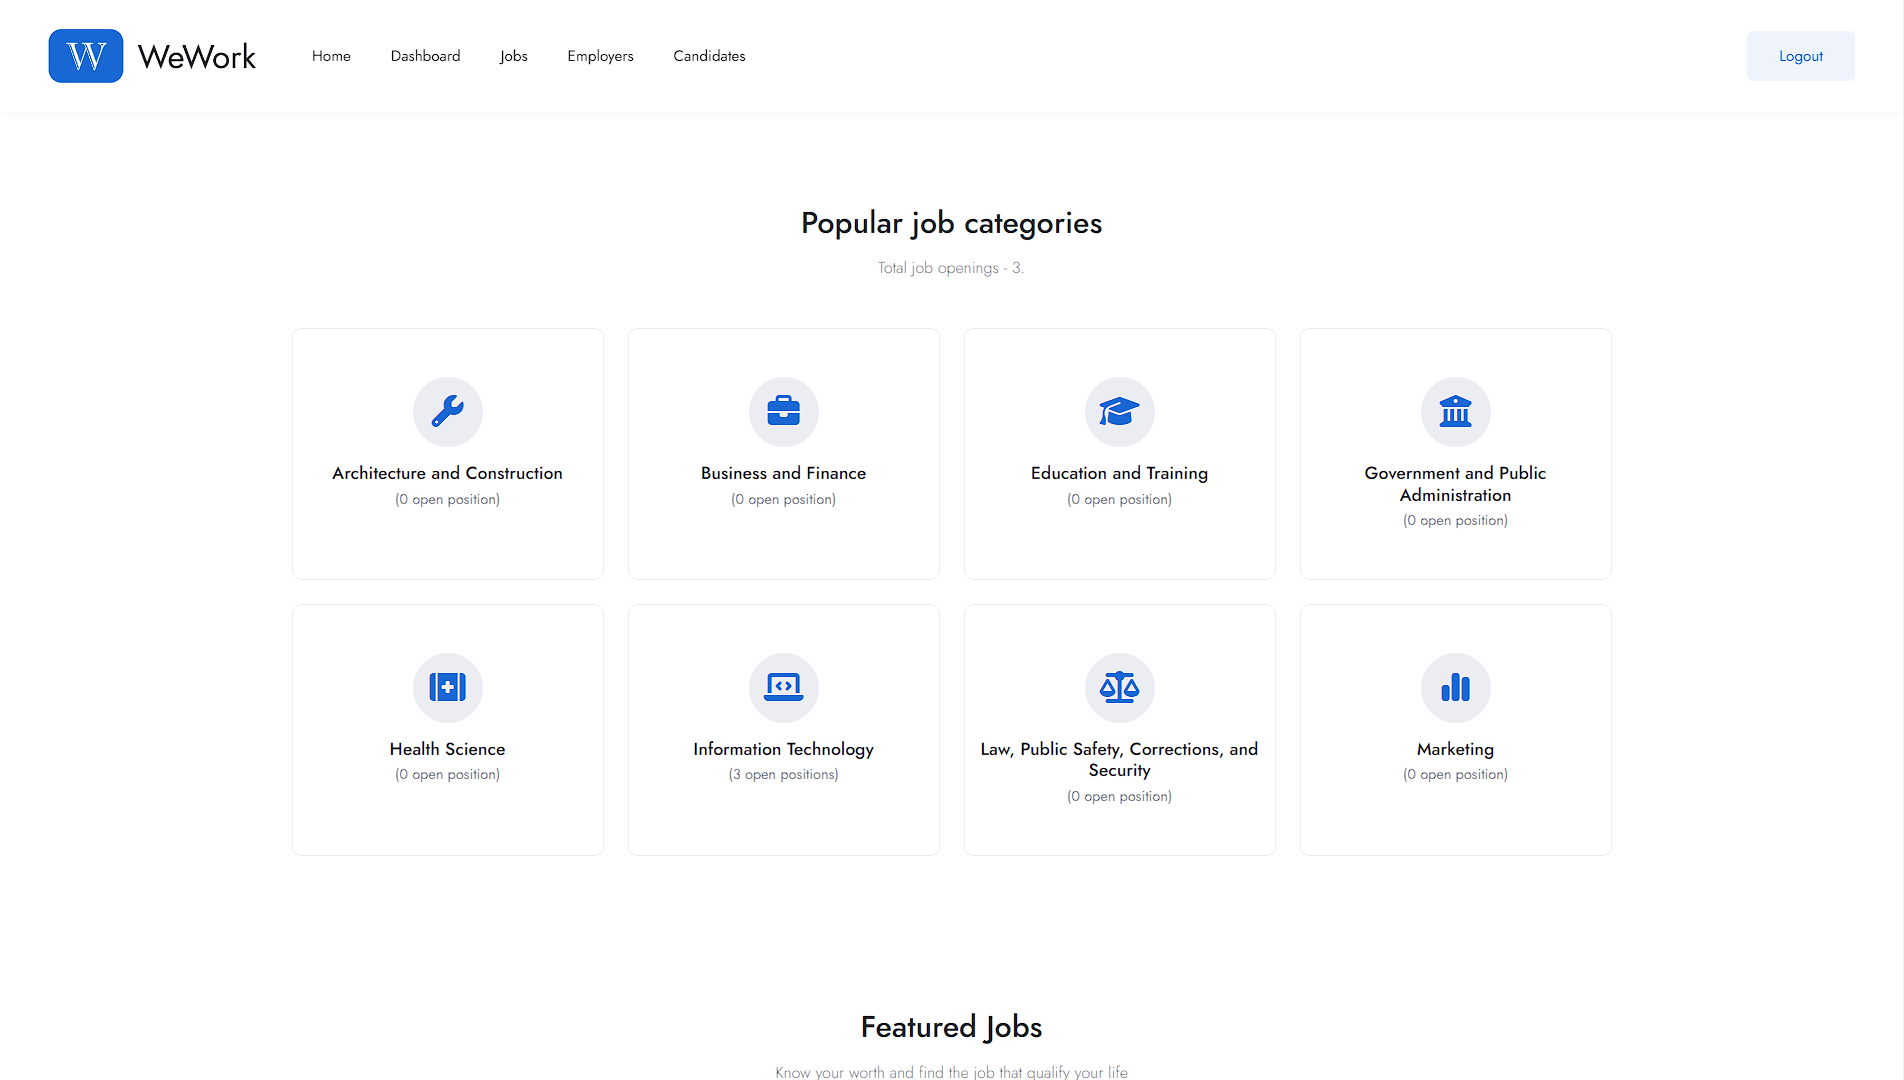 W WeWork Home Dashboard Jobs Employers Candidates Logout
Popular job categories
Total job openings - 3.
Architecture and Construction
(0 open position)
Business and Finance
(0 open position)
Education and Training
(0 open position)
Government and Public
Administration
(0 open position)
Health Science
(0 open position)
Information Technology
(3 open positions)
Law, Public Safety, Corrections, and
Security
(0 open position)
Marketing
(0 open position)
Featured Jobs
Know your worth and find the job that qualify your life